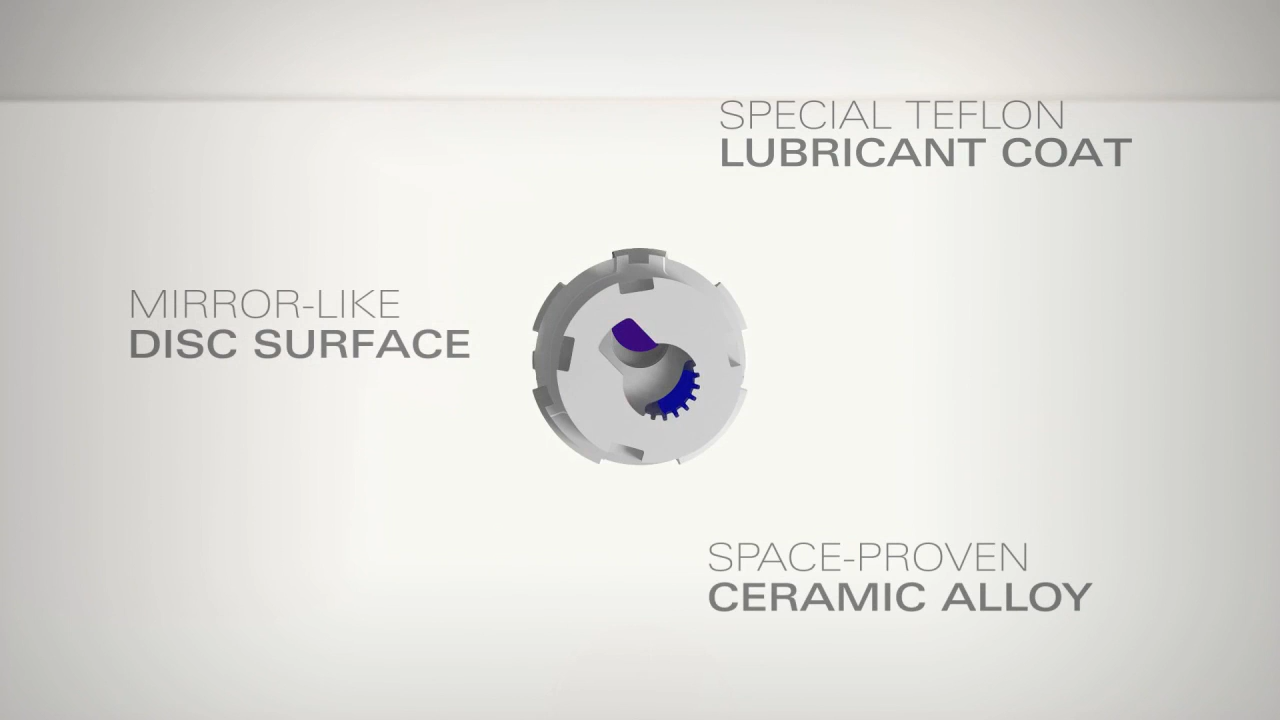 SPECIAL TEFLON
LUBRICANT COAT
MIRROR-LIKE
DISC SURFACE
SPACE-PROVEN
CERAMIC ALLOY